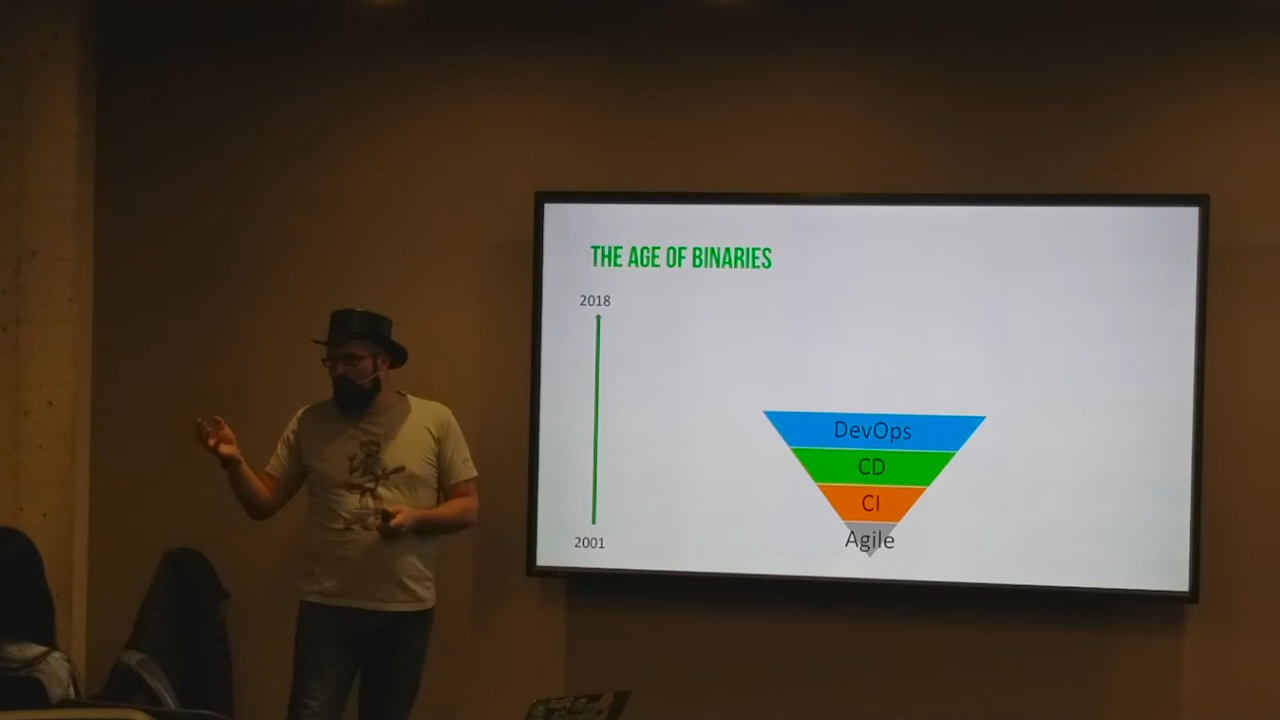 THE AGE OF BINARIES
2018
DevOps
CD
CI
Agile
2001